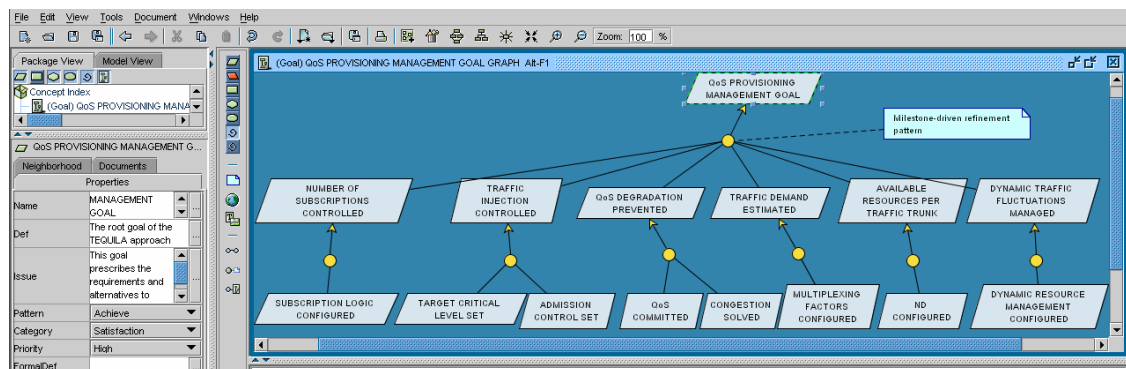 File Edit View Tools Document Windows Help
Zoom: 100 %
Package View Model View
Concept Index
(Goal) QoS PROVISIONING MANA
QoS PROVISIONING MANAGEMENT G...
Neighborhood Documents
Properties
Name MANAGEMENT
GOAL
...
Def The root goal of the
TEQUILA approach
Issue This goal
prescribes the
requirements and
alternatives to
...
Pattern Achieve
Category Satisfaction
Priority High
FormalDef
(Goal) QoS PROVISIONING MANAGEMENT GOAL GRAPH Alt-F1
QoS PROVISIONING
MANAGEMENT GOAL
Milestone-driven refinement
pattern
NUMBER OF
SUBSCRIPTIONS
CONTROLLED
TRAFFIC
INJECTION
CONTROLLED
QoS DEGRADATION
PREVENTED
TRAFFIC DEMAND
ESTIMATED
AVAILABLE
RESOURCES PER
TRAFFIC TRUNK
DYNAMIC TRAFFIC
FLUCTUATIONS
MANAGED
SUBSCRIPTION LOGIC
CONFIGURED
TARGET CRITICAL
LEVEL SET
ADMISSION
CONTROL SET
QoS
COMMITTED
CONGESTION
SOLVED
MULTIPLEXING
FACTORS
CONFIGURED
ND
CONFIGURED
DYNAMIC RESOURCE
MANAGEMENT
CONFIGURED